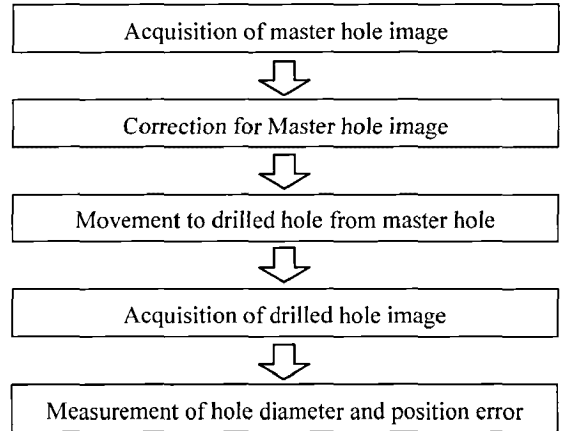 Acquisition of master hole image
Correction for Master hole image
Movement to drilled hole from master hole
Acquisition of drilled hole image
Measurement of hole diameter and position error